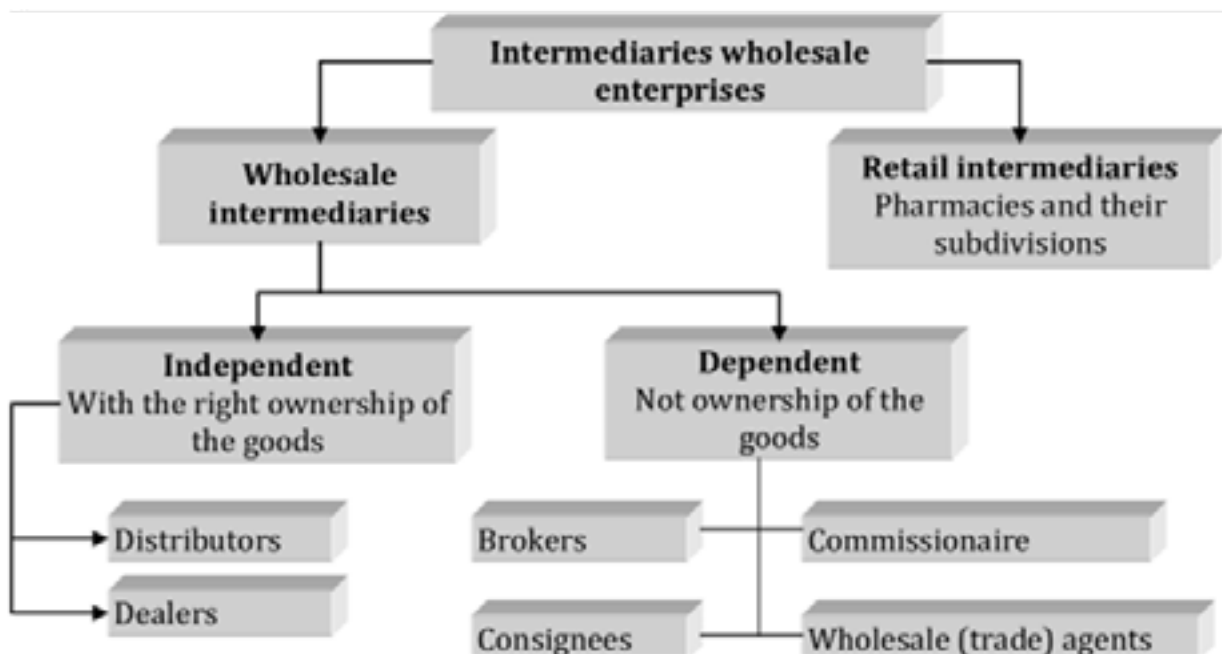 Intermediaries wholesale
enterprises
Wholesale
intermediaries
Retail intermediaries
Pharmacies and their
subdivisions
Independent
With the right ownership of
the goods
Dependent
Not ownership of the
goods
Distributors
Dealers
Brokers
Commissionaire
Consignees
Wholesale (trade) agents